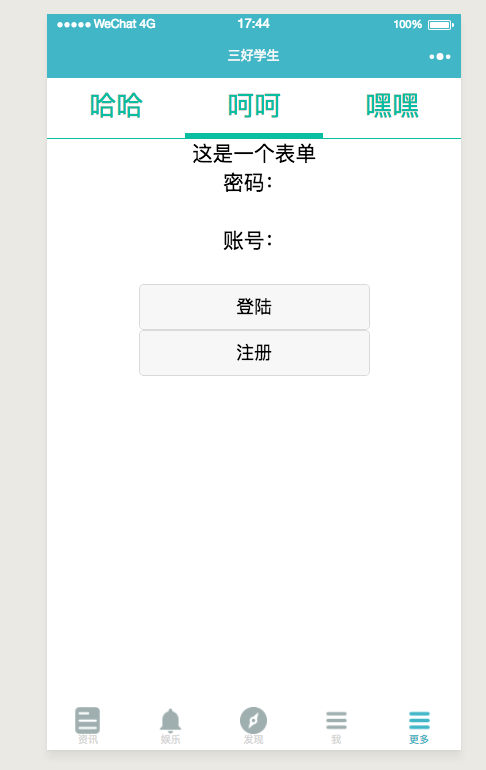 WeChat 4G 17:44 100%
三好学生
哈哈 呵呵 嘿嘿
这是一个表单
密码：
账号：
登陆
注册
资讯 娱乐 发现 我 更多